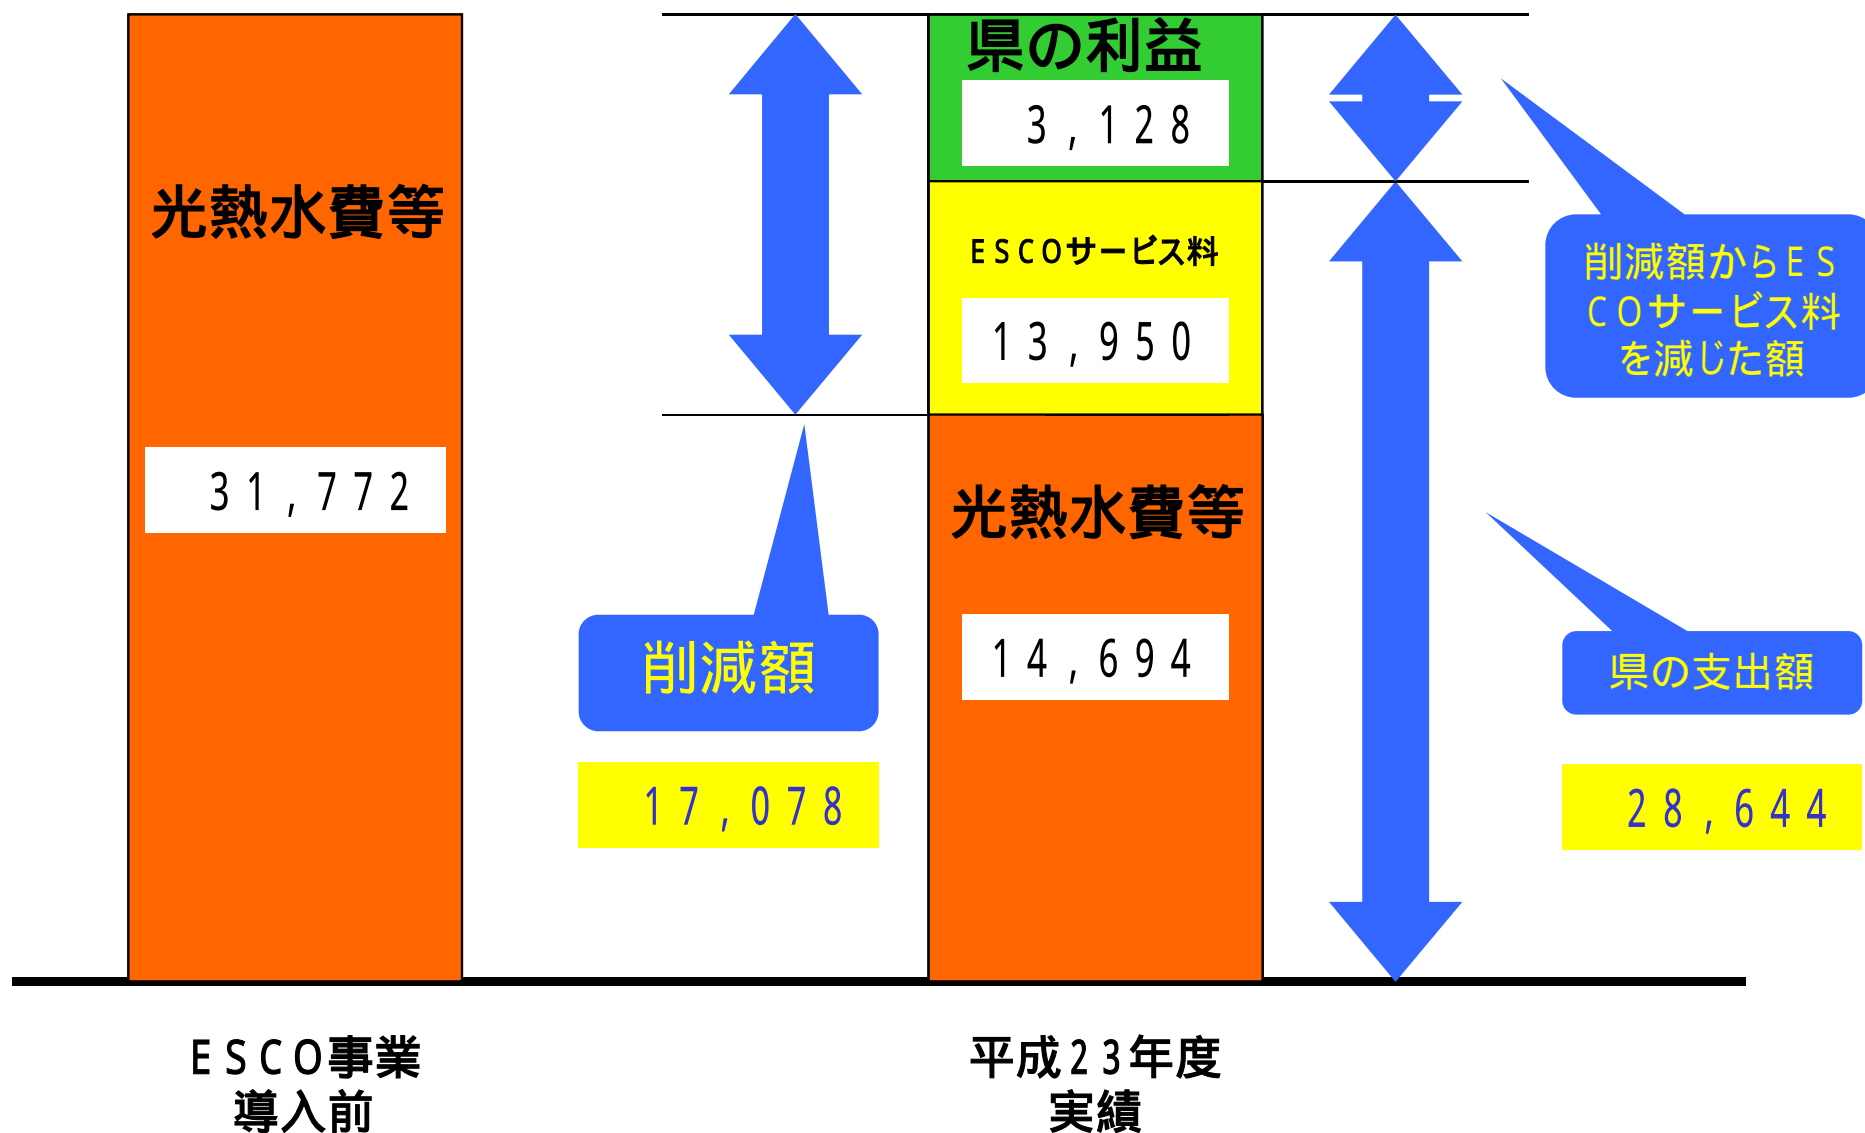 光熱水費等
３１,７７２
県の利益
３,１２８
ＥＳＣＯサービス料
１３,９５０
光熱水費等
１４,６９４
削減額
１７,０７８
削減額からＥＳ
ＣＯサービス料
を減じた額
県の支出額
２８,６４４
ＥＳＣＯ事業
導入前
平成２３年度
実績